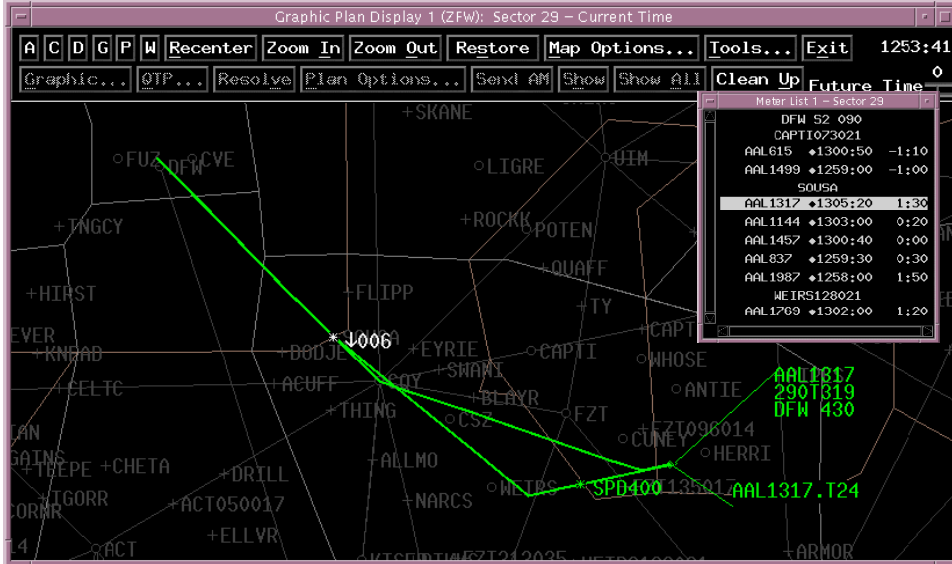 Graphic Plan Display 1 (ZFW): Sector 29 – Current Time
A C D G P W Recenter Zoom In Zoom Out Restore Map Options... Tools... Exit 1253:41
Graphic... QTP... Resolve Plan Options... Send AM Show Show All Clean Up Future Time 0
Meter List 1 – Sector 29
DFW S2 090
CAPTI073021
AAL615 ◆1300:50 -1:10
AAL1499 ◆1259:00 -1:00
SOUSA
AAL1317 ◆1305:20 1:30
AAL1144 ◆1303:00 0:20
AAL1457 ◆1300:40 0:00
AAL837 ◆1259:30 0:30
AAL1987 ◆1258:00 1:50
WEIRS128021
AAL1769 ◆1302:00 1:20
SKANE
FUZ DFW CVE
LIGRE
UIM
TNGCY
ROCKK
POTEN
QUAFF
HIRST
FLIPP
TY
CAPT
EVER
↓006
KNEAD
BODJE
EYRIE
CAPTI
WHOSE
SWANI
CELTC
ACUFF
CQY
ANTIE
AAL1317
290T319
DFW 430
BLAYR
THING
CSZ
FZT
FZT096014
CUNEY
HERRI
ALLMO
CHETA
DRILL
WEIRS
SPD400
T135017
AAL1317.T24
TGORR
ACT050017
NARCS
ELLVR
ACT
FZT213035
ARMOR